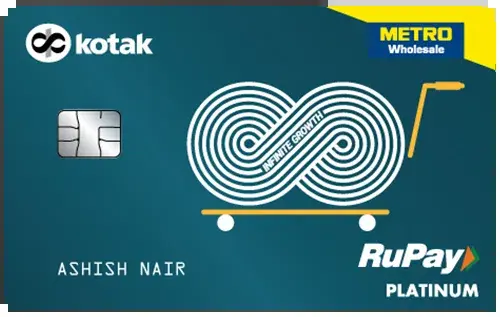 kotak
METRO
Wholesale
INFINITE GROWTH
ASHISH NAIR
RuPay
PLATINUM